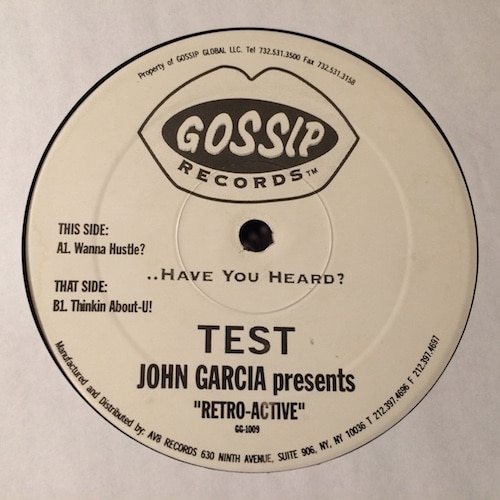 Property of GOSSIP GLOBAL LLC. Tel 732.531.3500 Fax 732.531.3158
GOSSIP
RECORDS™
THIS SIDE:
A1. Wanna Hustle?
..HAVE YOU HEARD?
THAT SIDE:
B1. Thinkin About-U!
TEST
JOHN GARCIA presents
"RETRO-ACTIVE"
GG-1009
Manufactured and Distributed by: AV8 RECORDS 630 NINTH AVENUE, SUITE 906, NY, NY 10036 T 212.397.4696 F 212.397.4697